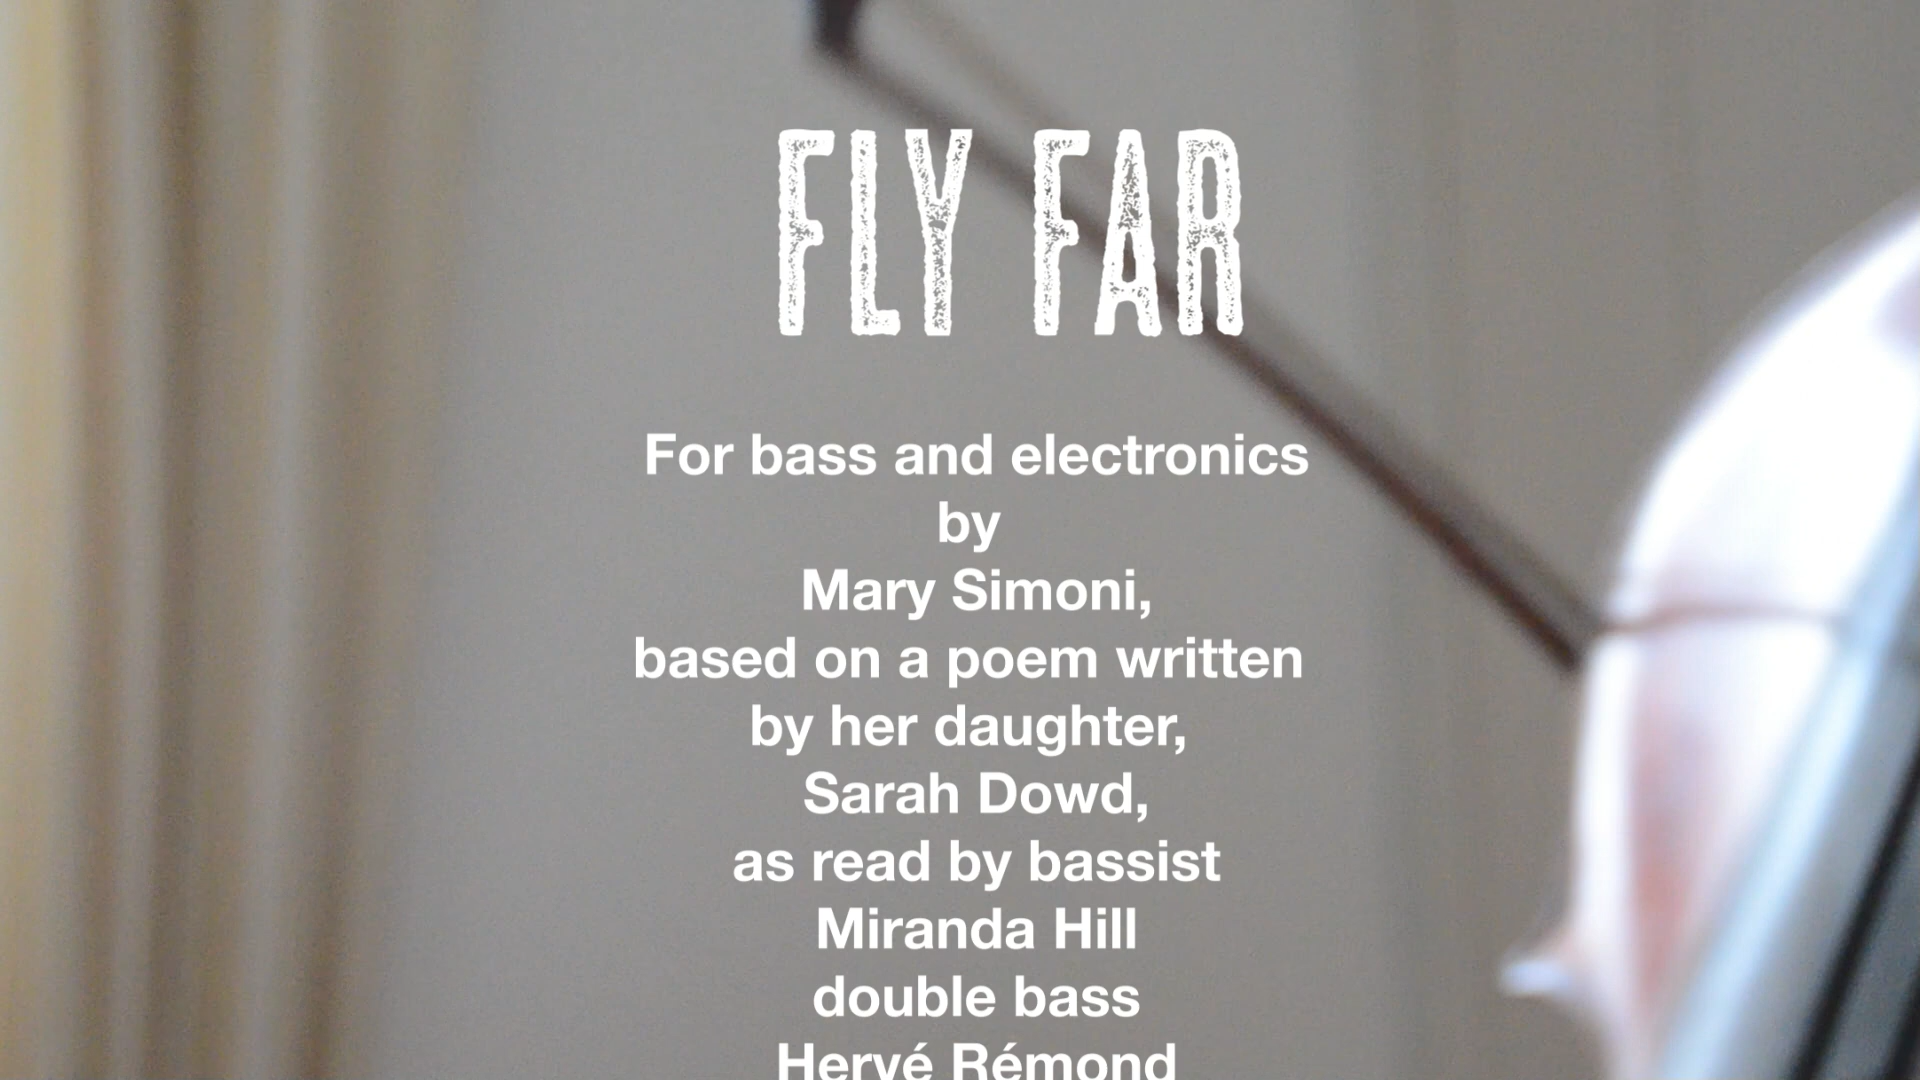 FLY FAR
For bass and electronics
by
Mary Simoni,
based on a poem written
by her daughter,
Sarah Dowd,
as read by bassist
Miranda Hill
double bass
Hervé Rémond